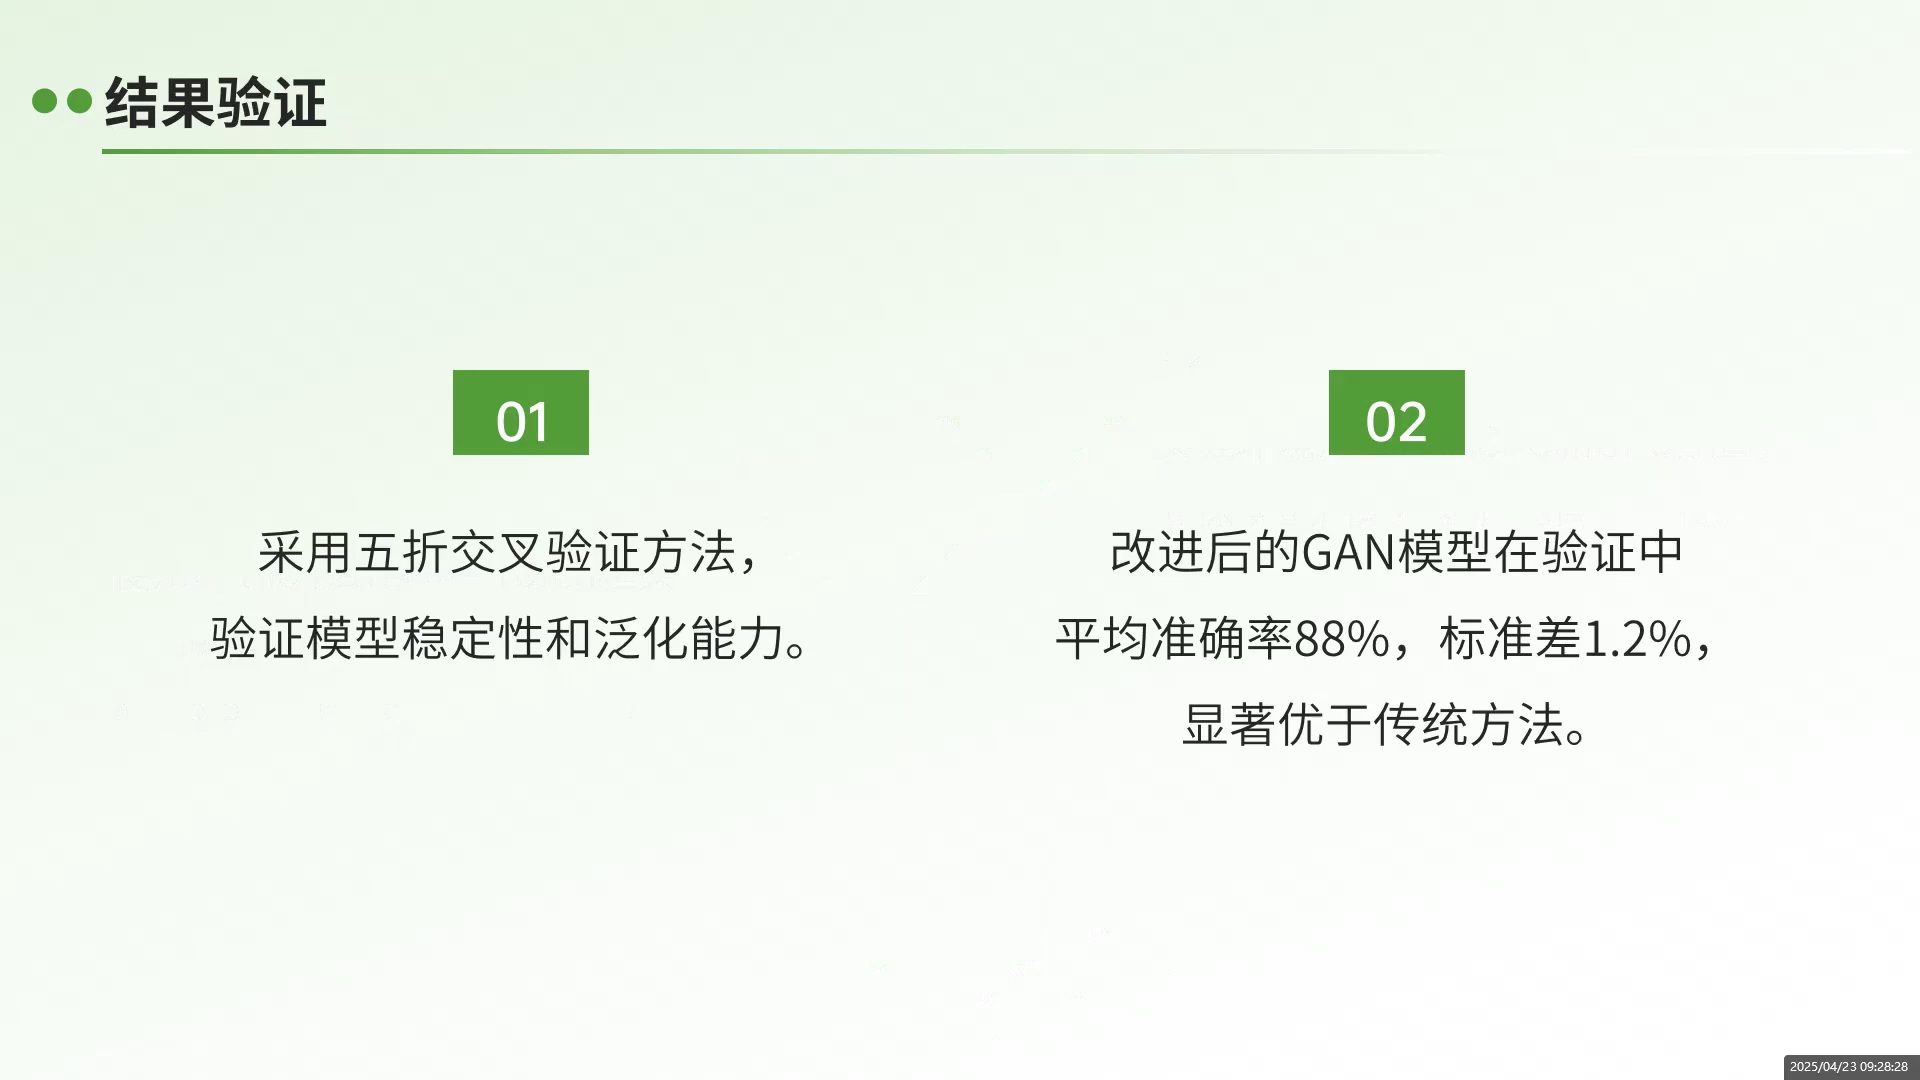 结果验证
01
采用五折交叉验证方法，
验证模型稳定性和泛化能力。
02
改进后的GAN模型在验证中
平均准确率88%，标准差1.2%，
显著优于传统方法。
2025/04/23 09:28:28